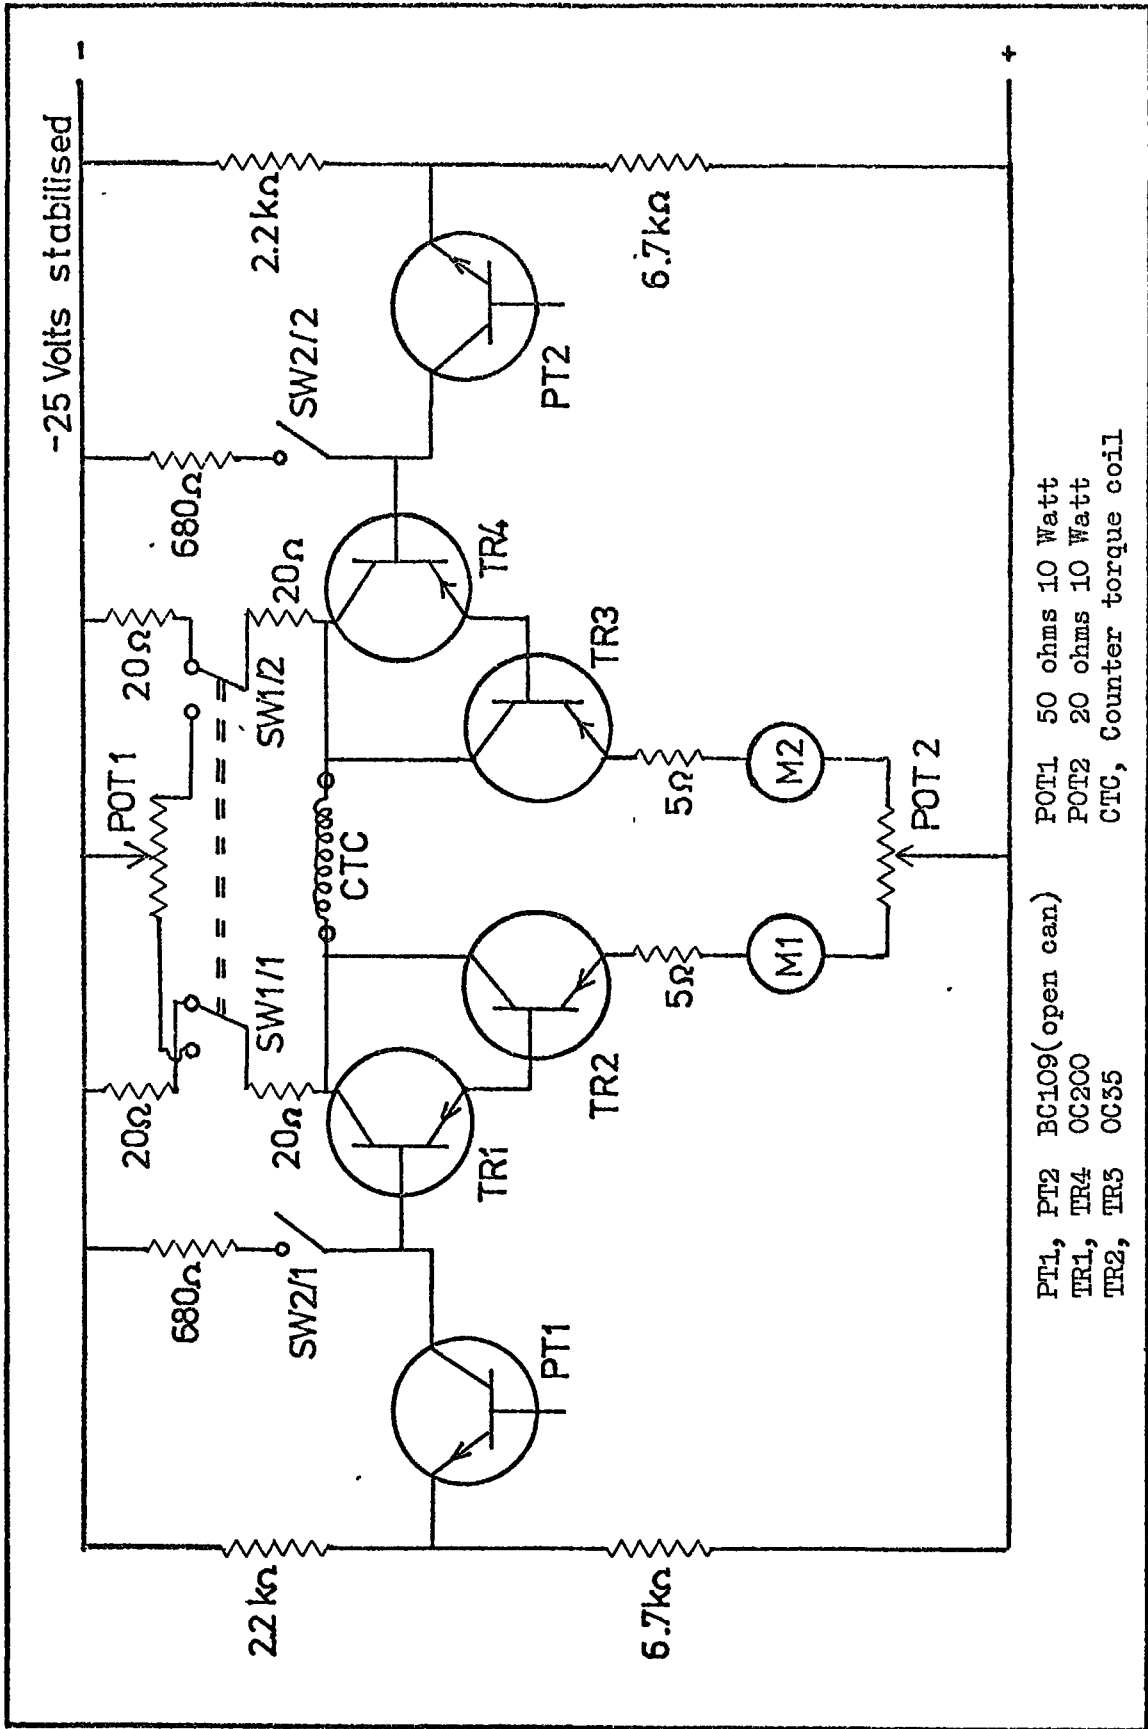 -25 Volts stabilised
-
22kΩ
680Ω
SW2/1
20Ω
SW1/1
20Ω
POT1
20Ω
SW1/2
20Ω
680Ω
SW2/2
2.2kΩ
CTC
PT1
TR1
TR2
TR3
TR4
PT2
6.7kΩ
5Ω
5Ω
6.7kΩ
M1
M2
POT 2
+
PT1, PT2 BC109(open can)
TR1, TR4 OC200
TR2, TR3 OC35
POT1 50 ohms 10 Watt
POT2 20 ohms 10 Watt
CTC, Counter torque coil